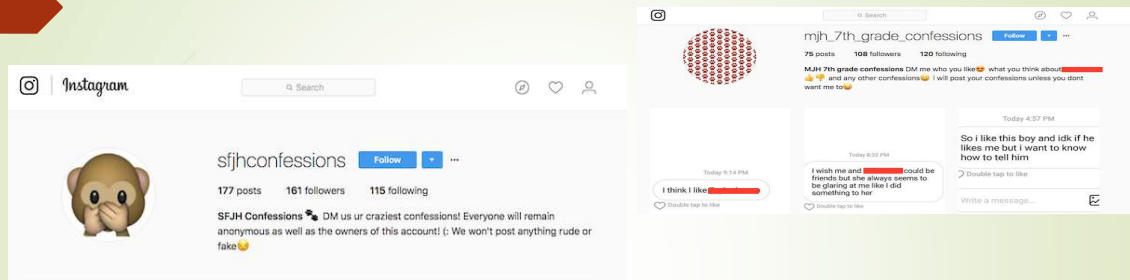 Instagram
Search
sfjhconfessions Follow
177 posts 161 followers 115 following
SFJH Confessions 🐾 DM us ur craziest confessions! Everyone will remain
anonymous as well as the owners of this account! (: We won't post anything rude or
fake😏
Search
mjh_7th_grade_confessions Follow
75 posts 108 followers 120 following
MJH 7th grade confessions DM me who you like😍 what you think about
👍👎 and any other confessions😄 i will post your confessions unless you dont
want me to😄
Today 9:14 PM
I think I like
Double tap to like
Today 8:22 PM
I wish me and could be
friends but she always seems to
be glaring at me like I did
something to her
Double tap to like
Today 4:57 PM
So i like this boy and idk if he
likes me but i want to know
how to tell him
Double tap to like
Write a message...